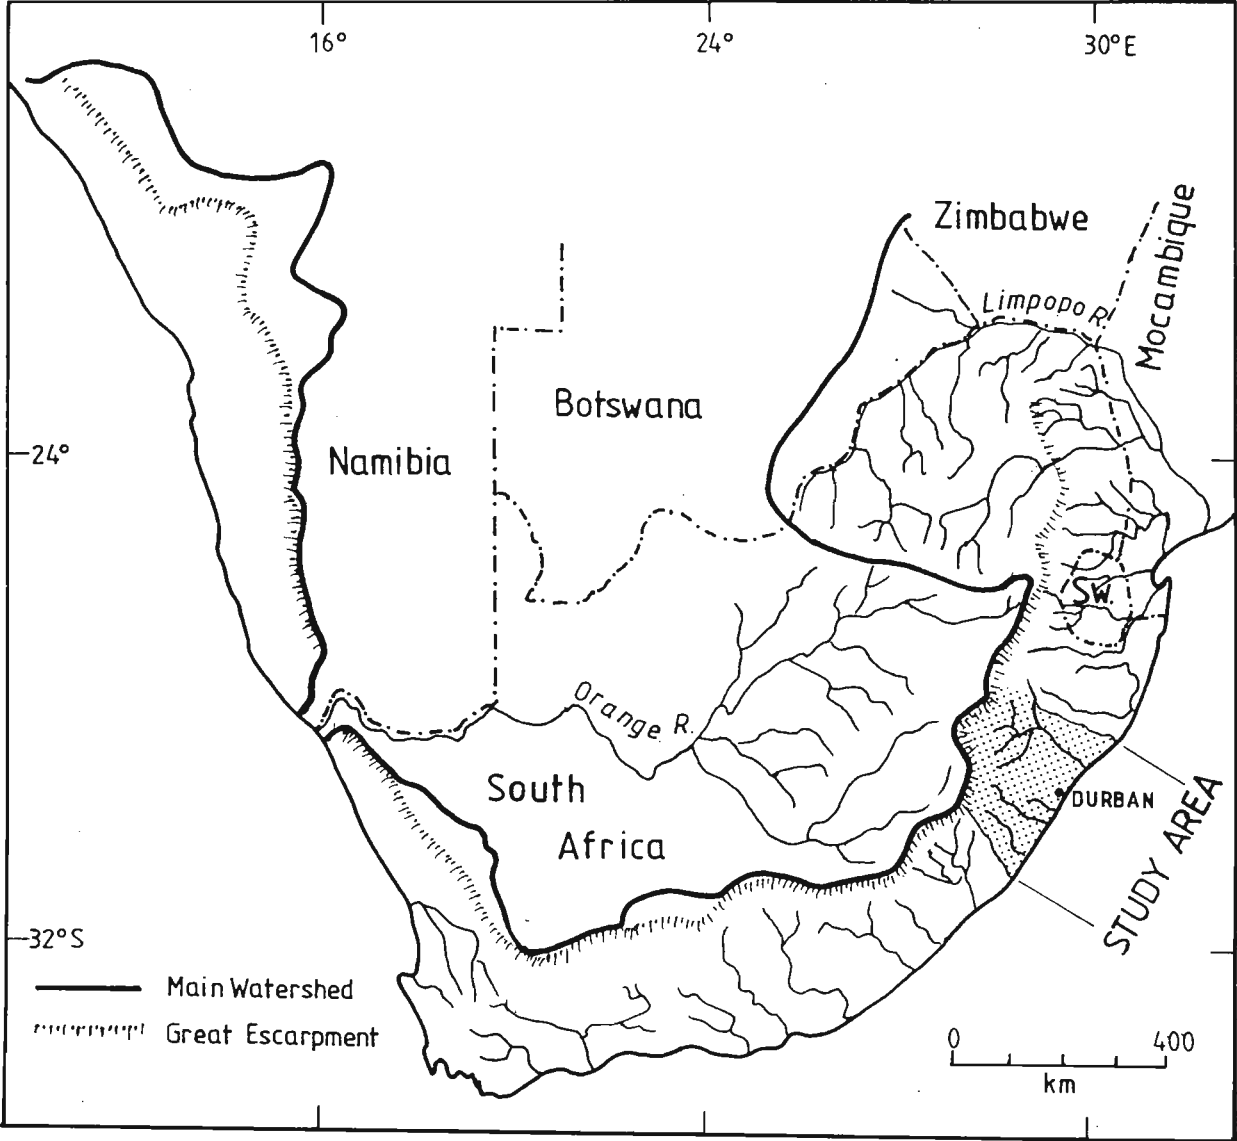 16°
24°
30°E
Zimbabwe
Mocambique
Limpopo R.
Botswana
24°
Namibia
SW.
Orange R.
South
Africa
DURBAN
STUDY AREA
32°S
Main Watershed
Great Escarpment
0
400
km